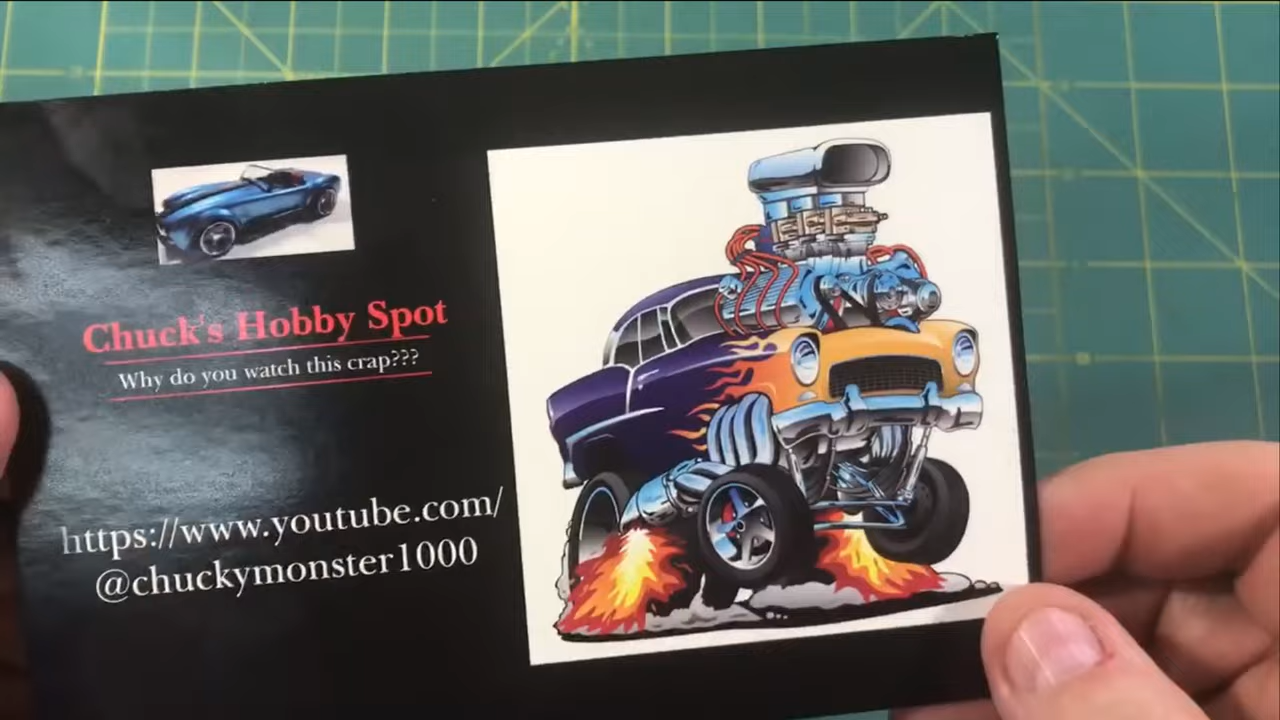 Chuck's Hobby Spot
Why do you watch this crap???
https://www.youtube.com/
@chuckymonster1000